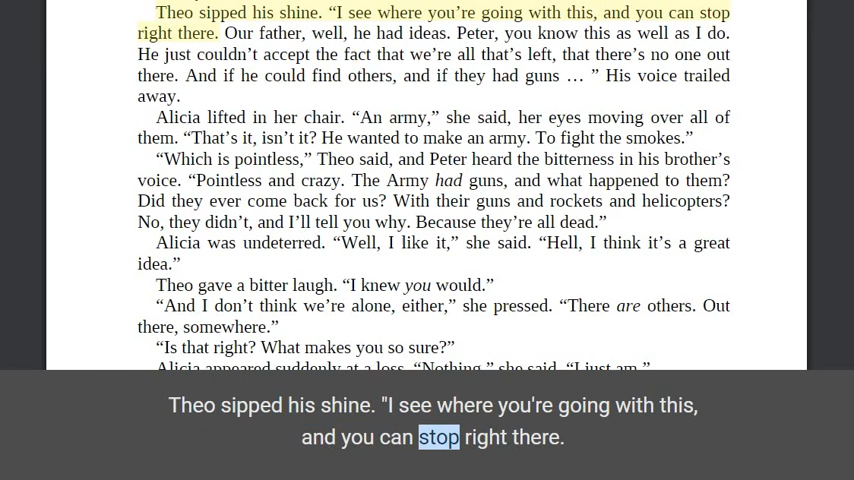 Theo sipped his shine. “I see where you’re going with this, and you can stop
right there. Our father, well, he had ideas. Peter, you know this as well as I do.
He just couldn’t accept the fact that we’re all that’s left, that there’s no one out
there. And if he could find others, and if they had guns … ” His voice trailed
away.
Alicia lifted in her chair. “An army,” she said, her eyes moving over all of
them. “That’s it, isn’t it? He wanted to make an army. To fight the smokes.”
“Which is pointless,” Theo said, and Peter heard the bitterness in his brother’s
voice. “Pointless and crazy. The Army had guns, and what happened to them?
Did they ever come back for us? With their guns and rockets and helicopters?
No, they didn’t, and I’ll tell you why. Because they’re all dead.”
Alicia was undeterred. “Well, I like it,” she said. “Hell, I think it’s a great
idea.”
Theo gave a bitter laugh. “I knew you would.”
“And I don’t think we’re alone, either,” she pressed. “There are others. Out
there, somewhere.”
“Is that right? What makes you so sure?”
Alicia appeared suddenly at a loss. “Nothing,” she said. “I just am.”
Theo sipped his shine. "I see where you're going with this,
and you can stop right there.